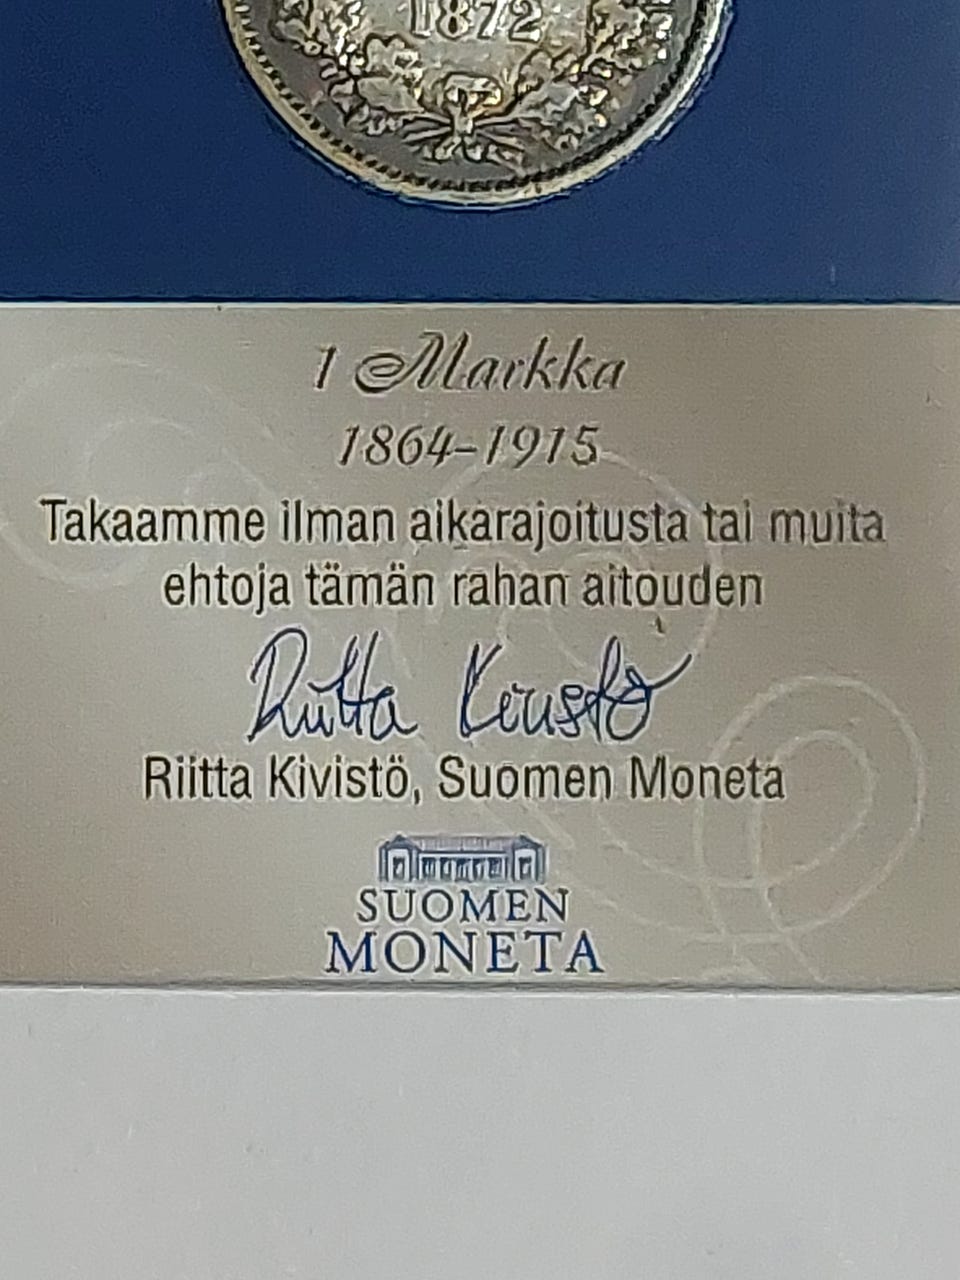 1872
1 Markka
1864–1915
Takaamme ilman aikarajoitusta tai muita
ehtoja tämän rahan aitouden
Riitta Kivistö
Riitta Kivistö, Suomen Moneta
SUOMEN
MONETA